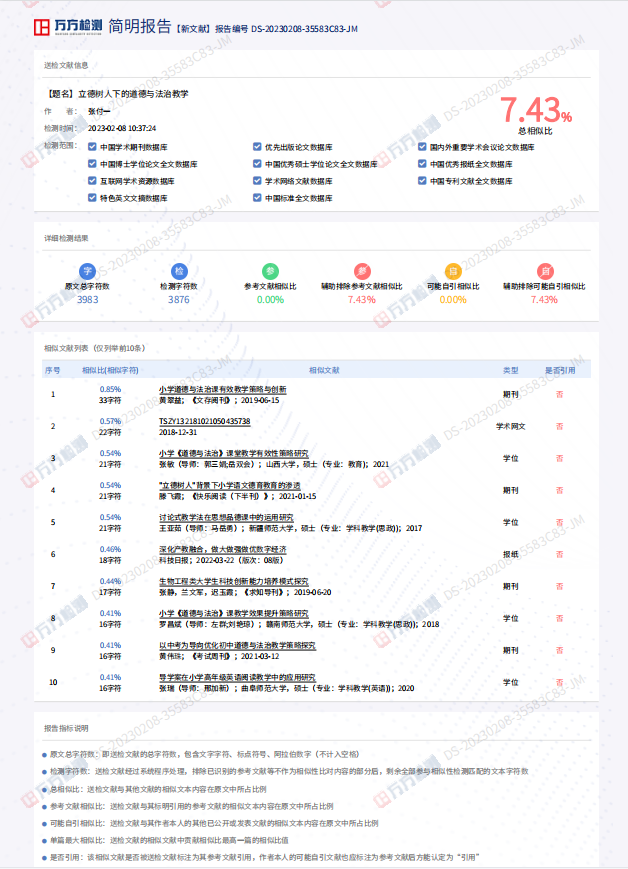 万方检测 简明报告【新文献】报告编号 DS-20230208-35583C83-JM
送检文献信息
【题名】立德树人下的道德与法治教学
作 者： 张付一
检测时间： 2023-02-08 10:37:24
检测范围： 中国学术期刊数据库 优先出版论文数据库 国内外重要学术会议论文数据库
中国博士学位论文全文数据库 中国优秀硕士学位论文全文数据库 中国优秀报纸全文数据库
互联网学术资源数据库 学术网络文献数据库 中国专利文献全文数据库
特色英文文摘数据库 中国标准全文数据库
7.43%
总相似比
详细检测结果
字 检 参
原文总字符数 检测字符数 参考文献相似比 辅助排除参考文献相似比 可能自引相似比 辅助排除可能自引相似比
3983 3876 0.00% 7.43% 0.00% 7.43%
相似文献列表（仅列举前10条）
序号 相似比(相似字符) 相似文献 类型 是否引用
1 0.85% 33字符 小学道德与法治课有效教学策略与创新 期刊 否
黄翠益；《文存阅刊》；2019-06-15
2 0.57% 22字符 TSZY1321810210504​35738 学术网文 否
2018-12-31
3 0.54% 21字符 小学《道德与法治》课堂教学有效性策略研究 学位 否
张敏（导师：郭三娟;岳双会）；山西大学，硕士（专业：教育)；2021
4 0.54% 21字符 "立德树人"背景下小学语文德育教育的渗透 期刊 否
滕飞霞；《快乐阅读（下半刊）》；2021-01-15
5 0.54% 21字符 讨论式教学法在思想品德课中的运用研究 学位 否
王亚茹（导师：马岳勇）；新疆师范大学，硕士（专业：学科教学(思政))；2017
6 0.46% 18字符 深化产教融合，做大做强做优数字经济 报纸 否
科技日报；2022-03-22（版次：08版）
7 0.44% 17字符 生物工程类大学生科技创新能力培养模式探究 期刊 否
张静，兰文军，迟玉霞；《求知导刊》；2019-06-20
8 0.41% 16字符 小学《道德与法治》课教学效果提升策略研究 学位 否
罗昌斌（导师：左群;刘艳琼）；赣南师范大学，硕士（专业：学科教学(思政))；2018
9 0.41% 16字符 以中考为导向优化初中道德与法治教学策略探究 期刊 否
黄伟珠；《考试周刊》；2021-03-12
10 0.41% 16字符 导学案在小学高年级英语阅读教学中的应用研究 学位 否
张瑞（导师：邢加新）；曲阜师范大学，硕士（专业：学科教学(英语))；2020
报告指标说明
原文总字符数：即送检文献的总字符数，包含文字字符、标点符号、阿拉伯数字（不计入空格）
检测字符数：送检文献经过系统程序处理，排除已识别的参考文献等不作为相似性比对内容的部分后，剩余全部参与相似性检测匹配的文本字符数
总相似比：送检文献与其他文献的相似文本内容在原文中所占比例
参考文献相似比：送检文献与其标明引用的参考文献的相似文本内容在原文中所占比例
可能自引相似比：送检文献与其作者本人的其他已公开或发表文献的相似文本内容在原文中所占比例
单篇最大相似比：送检文献的相似文献中贡献相似比最高一篇的相似比值
是否引用：该相似文献是否被送检文献标注为其参考文献引用，作者本人的可能自引文献也应标注为参考文献后方能认定为“引用”